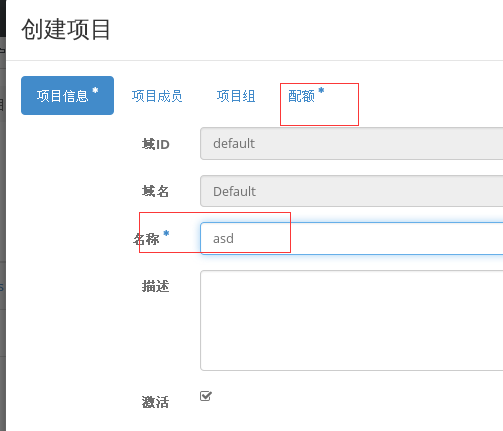 创建项目
项目信息 * 项目成员 项目组 配额 *
域ID default
域名 Default
名称 * asd
描述
激活